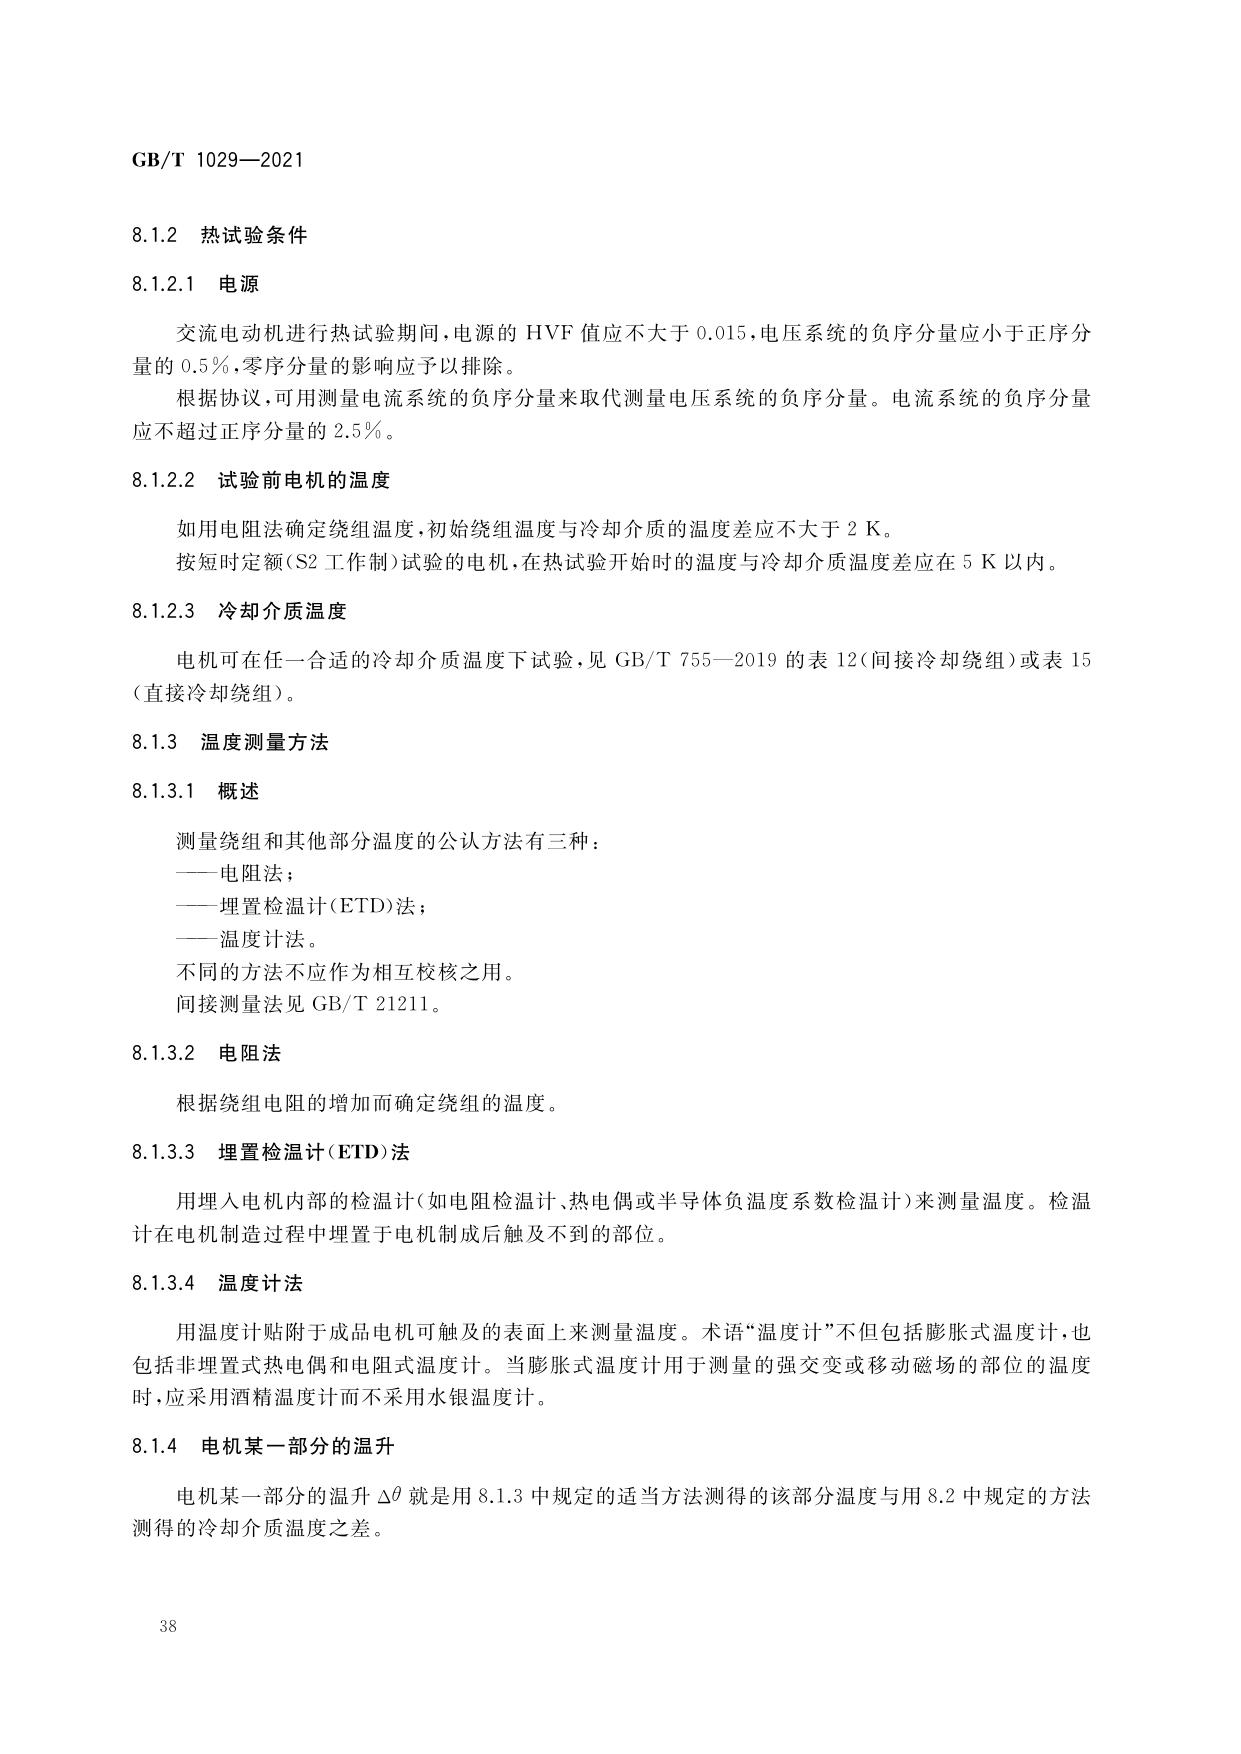 GB/T 1029—2021
8.1.2 热试验条件
8.1.2.1 电源
交流电动机进行热试验期间,电源的 HVF 值应不大于 0.015,电压系统的负序分量应小于正序分
量的 0.5%,零序分量的影响应予以排除。
根据协议,可用测量电流系统的负序分量来取代测量电压系统的负序分量。电流系统的负序分量
应不超过正序分量的 2.5%。
8.1.2.2 试验前电机的温度
如用电阻法确定绕组温度,初始绕组温度与冷却介质的温度差应不大于 2 K。
按短时定额(S2 工作制)试验的电机,在热试验开始时的温度与冷却介质温度差应在 5 K 以内。
8.1.2.3 冷却介质温度
电机可在任一合适的冷却介质温度下试验,见 GB/T 755—2019 的表 12(间接冷却绕组)或表 15
(直接冷却绕组)。
8.1.3 温度测量方法
8.1.3.1 概述
测量绕组和其他部分温度的公认方法有三种:
——电阻法;
——埋置检温计(ETD)法;
——温度计法。
不同的方法不应作为相互校核之用。
间接测量法见 GB/T 21211。
8.1.3.2 电阻法
根据绕组电阻的增加而确定绕组的温度。
8.1.3.3 埋置检温计(ETD)法
用埋入电机内部的检温计(如电阻检温计、热电偶或半导体负温度系数检温计)来测量温度。检温
计在电机制造过程中埋置于电机制成后触及不到的部位。
8.1.3.4 温度计法
用温度计贴附于成品电机可触及的表面上来测量温度。术语“温度计”不但包括膨胀式温度计,也
包括非埋置式热电偶和电阻式温度计。当膨胀式温度计用于测量的强交变或移动磁场的部位的温度
时,应采用酒精温度计而不采用水银温度计。
8.1.4 电机某一部分的温升
电机某一部分的温升 Δθ 就是用 8.1.3 中规定的适当方法测得的该部分温度与用 8.2 中规定的方法
测得的冷却介质温度之差。
38